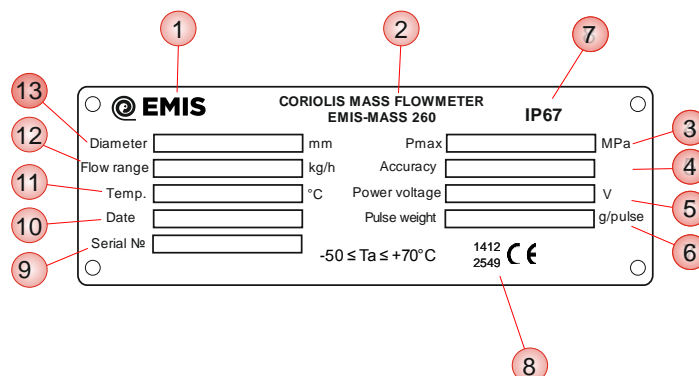 1
2
7
13
EMIS
CORIOLIS MASS FLOWMETER
EMIS-MASS 260
IP67
12
Diameter mm
Pmax MPa
3
11
Flow range kg/h
Accuracy
4
Temp. °C
Power voltage V
5
10
Date
Pulse weight g/pulse
6
9
Serial №
-50 ≤ Ta ≤ +70°C
1412
2549
CE
8